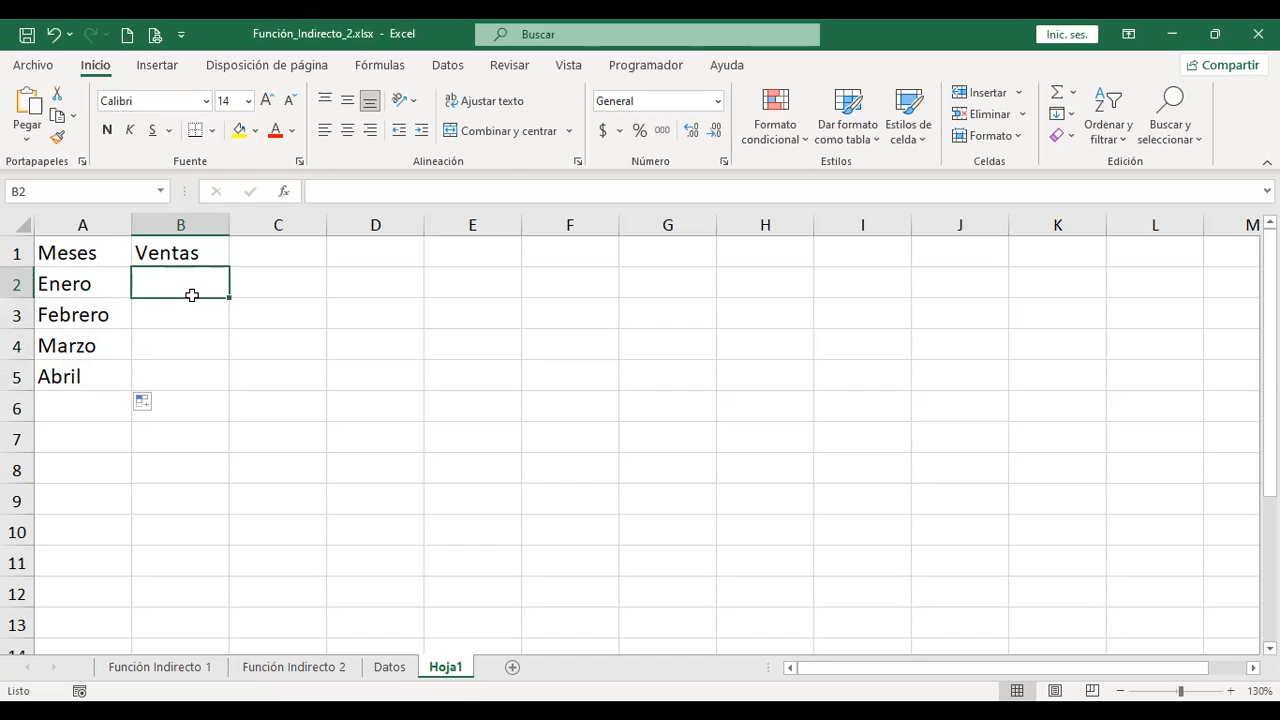 Función_Indirecto_2.xlsx - Excel
Buscar
Inic. ses.
Archivo Inicio Insertar Disposición de página Fórmulas Datos Revisar Vista Programador Ayuda Compartir
Pegar
Calibri 14
N K S
Ajustar texto
Combinar y centrar
General
$ % 000
Formato condicional
Dar formato como tabla
Estilos de celda
Insertar
Eliminar
Formato
Ordenar y filtrar
Buscar y seleccionar
Portapapeles Fuente Alineación Número Estilos Celdas Edición
B2 fx
A B C D E F G H I J K L M
1 Meses Ventas
2 Enero
3 Febrero
4 Marzo
5 Abril
6
7
8
9
10
11
12
13
14
Función Indirecto 1 Función Indirecto 2 Datos Hoja1
Listo 130%